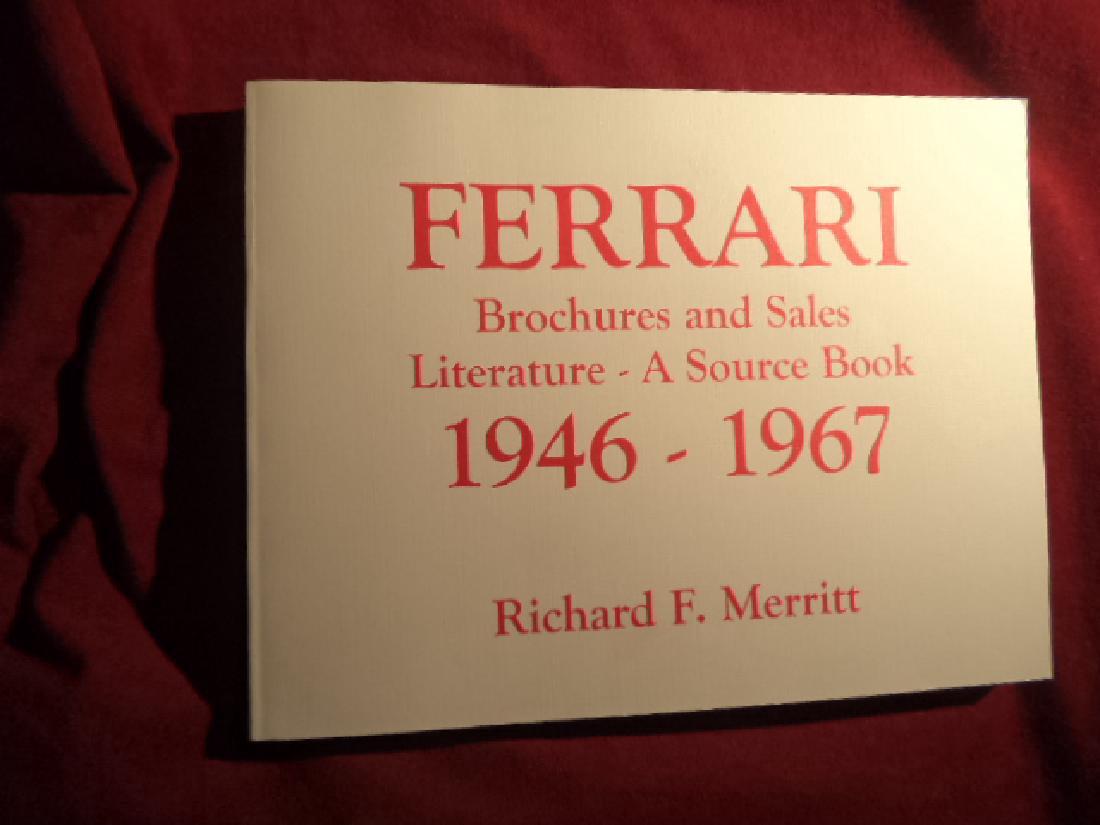 FERRARI
Brochures and Sales
Literature - A Source Book
1946 - 1967
Richard F. Merritt